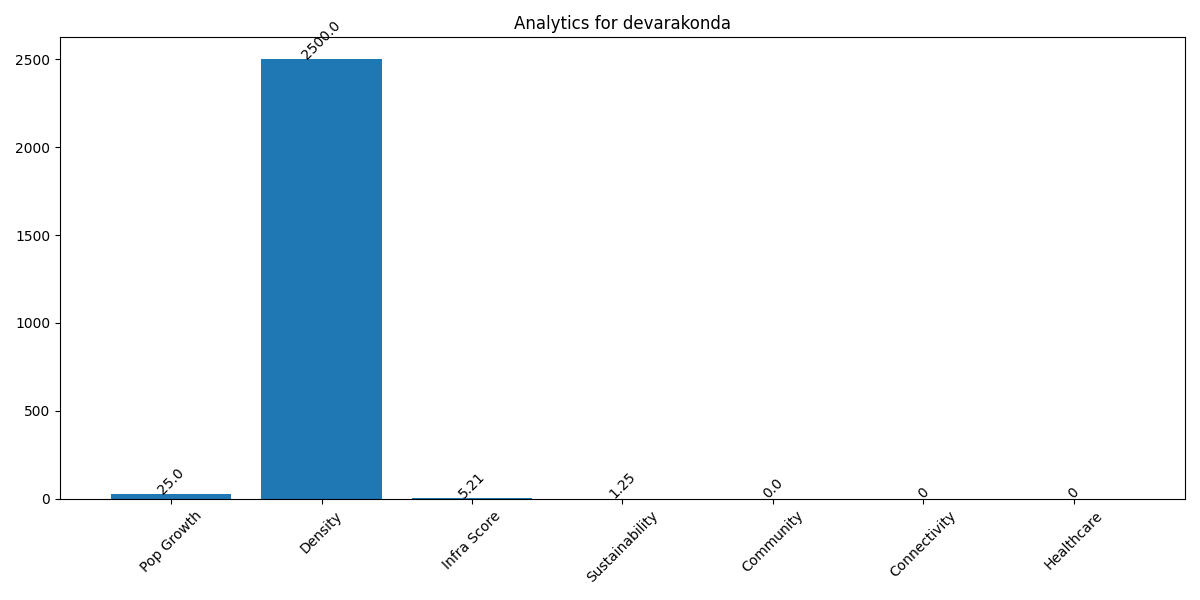 Analytics for devarakonda
2500.0
2500
2000
1500
1000
500
0
25.0
5.21
1.25
0.0
0
0
Pop Growth
Density
Infra Score
Sustainability
Community
Connectivity
Healthcare